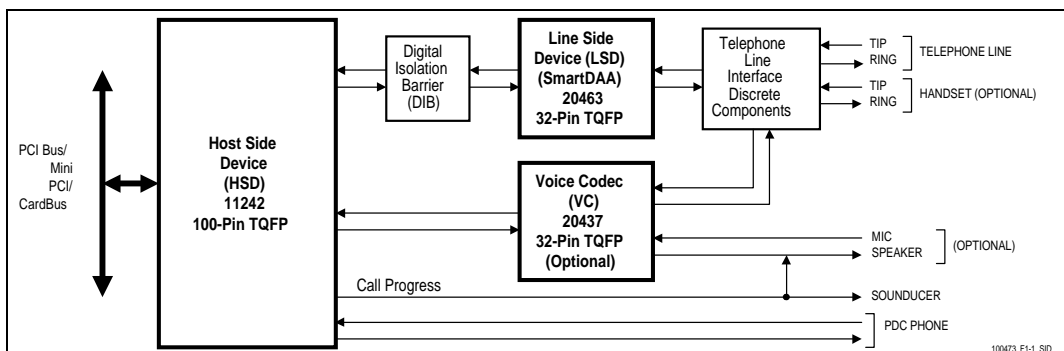 PCI Bus/
Mini
PCI/
CardBus
Host Side
Device
(HSD)
11242
100-Pin TQFP
Digital
Isolation
Barrier
(DIB)
Line Side
Device (LSD)
(SmartDAA)
20463
32-Pin TQFP
Telephone
Line
Interface
Discrete
Components
TIP
RING
TELEPHONE LINE
TIP
RING
HANDSET (OPTIONAL)
Voice Codec
(VC)
20437
32-Pin TQFP
(Optional)
MIC
SPEAKER
(OPTIONAL)
Call Progress
SOUNDUCER
PDC PHONE
100473_F1-1_SID